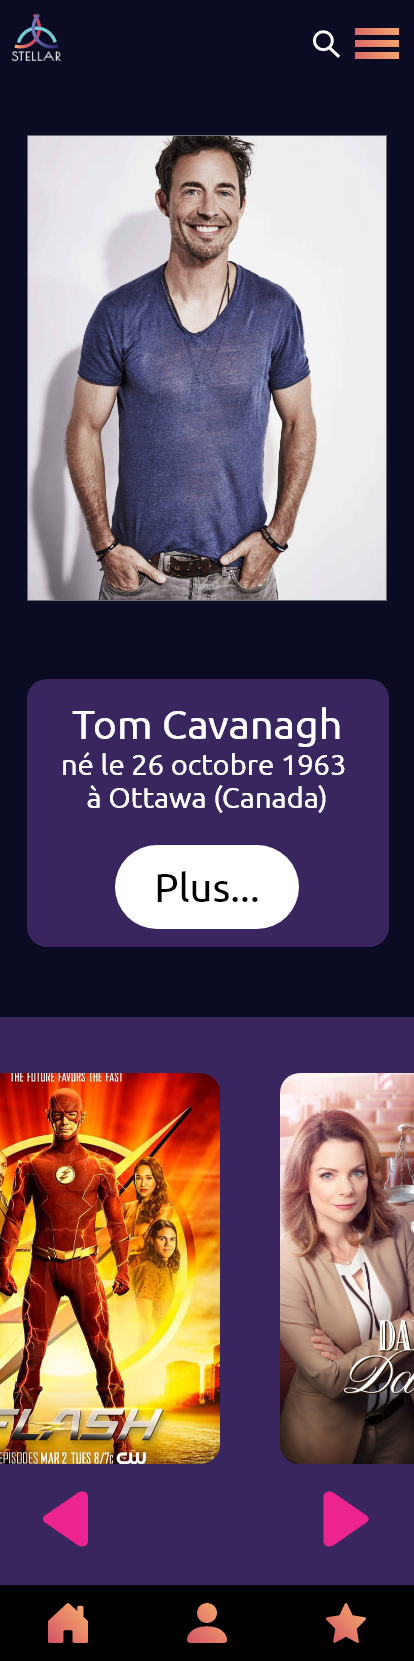 STELLAR
Tom Cavanagh
né le 26 octobre 1963
à Ottawa (Canada)
Plus...
THE FUTURE FAVORS THE FAST
FLASH
EPISODES MAR 2 TUES 8/7c CW
DA
Da